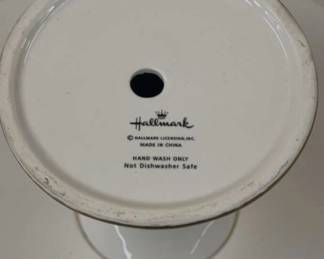 Hallmark
© HALLMARK LICENSING, INC.
MADE IN CHINA
HAND WASH ONLY
Not Dishwasher Safe